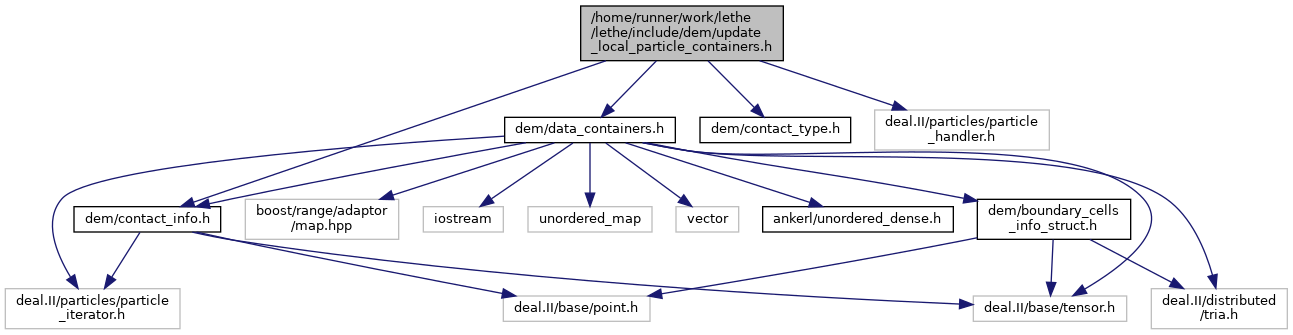 /home/runner/work/lethe
/lethe/include/dem/update
_local_particle_containers.h
dem/data_containers.h
dem/contact_type.h
deal.II/particles/particle
_handler.h
dem/contact_info.h
boost/range/adaptor
/map.hpp
iostream
unordered_map
vector
ankerl/unordered_dense.h
dem/boundary_cells
_info_struct.h
deal.II/particles/particle
_iterator.h
deal.II/base/point.h
deal.II/base/tensor.h
deal.II/distributed
/tria.h